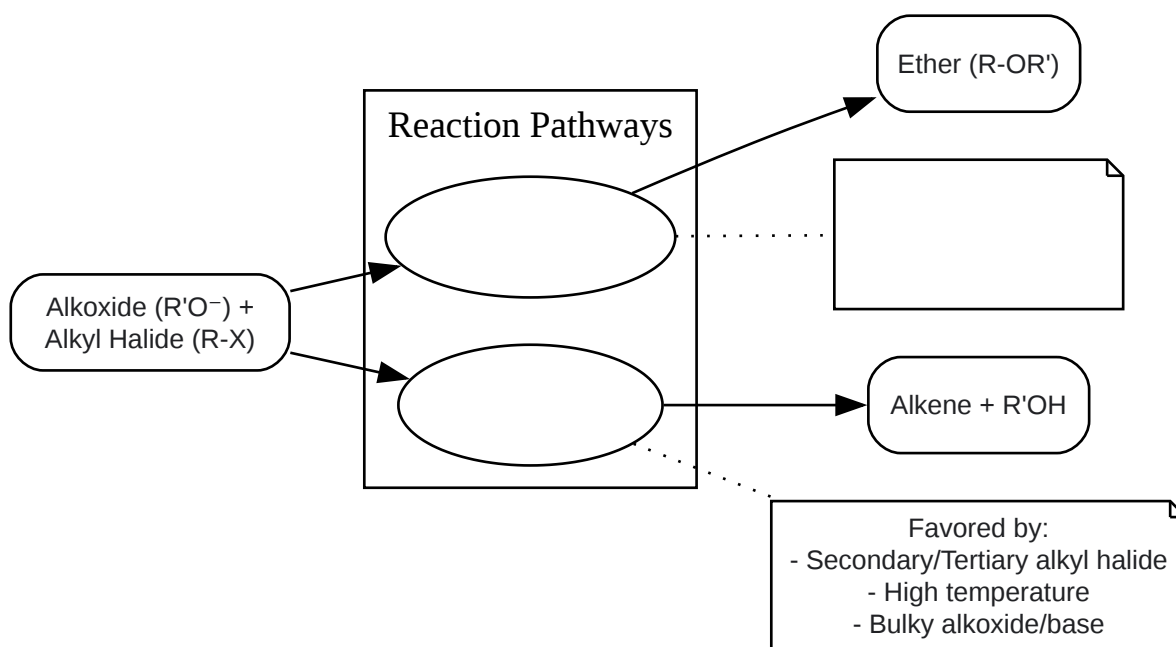 Ether (R-OR')
Reaction Pathways
Alkoxide (R'O⁻) +
Alkyl Halide (R-X)
Alkene + R'OH
Favored by:
- Secondary/Tertiary alkyl halide
- High temperature
- Bulky alkoxide/base